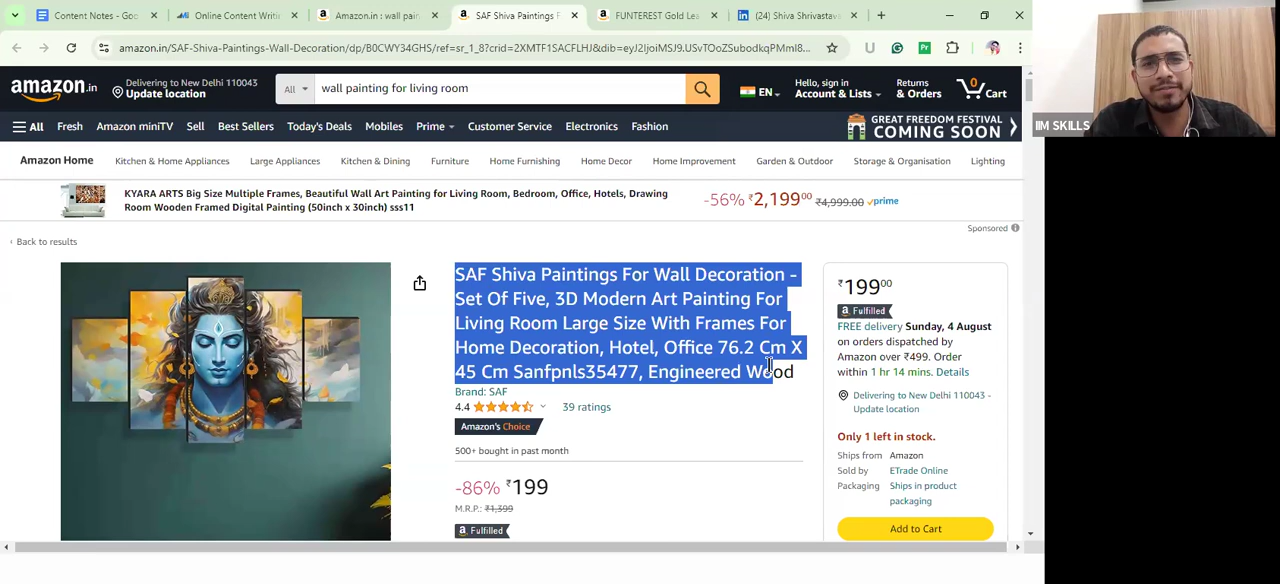 Content Notes - Goo
Online Content Writi
Amazon.in : wall pain
SAF Shiva Paintings F
FUNTEREST Gold Le
(24) Shiva Shrivasta
amazon.in/SAF-Shiva-Paintings-Wall-Decoration/dp/B0CWY34GHS/ref=sr_1_8?crid=2XMTF1SACFLHJ&dib=eyJ2IjoiMSJ9.USvTOoZSubodkqPMml8...
amazon.in
Delivering to New Delhi 110043
Update location
All
wall painting for living room
EN
Hello, sign in
Account & Lists
Returns
& Orders
0
Cart
All
Fresh
Amazon miniTV
Sell
Best Sellers
Today's Deals
Mobiles
Prime
Customer Service
Electronics
Fashion
GREAT FREEDOM FESTIVAL
COMING SOON
IIM SKILLS
Amazon Home
Kitchen & Home Appliances
Large Appliances
Kitchen & Dining
Furniture
Home Furnishing
Home Decor
Home Improvement
Garden & Outdoor
Storage & Organisation
Lighting
KYARA ARTS Big Size Multiple Frames, Beautiful Wall Art Painting for Living Room, Bedroom, Office, Hotels, Drawing
Room Wooden Framed Digital Painting (50inch x 30inch) sss11
-56% ₹2,199.00 ₹4,999.00 prime
Sponsored
‹ Back to results
SAF Shiva Paintings For Wall Decoration -
Set Of Five, 3D Modern Art Painting For
Living Room Large Size With Frames For
Home Decoration, Hotel, Office 76.2 Cm X
45 Cm Sanfpnls35477, Engineered Wood
Brand: SAF
4.4
39 ratings
Amazon's Choice
500+ bought in past month
-86% ₹199
M.R.P.: ₹1,399
a Fulfilled
₹199.00
a Fulfilled
FREE delivery Sunday, 4 August
on orders dispatched by
Amazon over ₹499. Order
within 1 hr 14 mins. Details
Delivering to New Delhi 110043 -
Update location
Only 1 left in stock.
Ships from Amazon
Sold by ETrade Online
Packaging Ships in product
packaging
Add to Cart